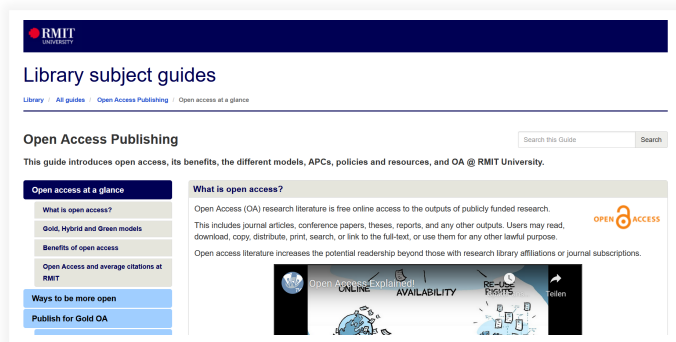 RMIT
UNIVERSITY
Library subject guides
Library / All guides / Open Access Publishing / Open access at a glance
Open Access Publishing
Search this Guide
Search
This guide introduces open access, its benefits, the different models, APCs, policies and resources, and OA @ RMIT University.
Open access at a glance
What is open access?
Gold, Hybrid and Green models
Benefits of open access
Open Access and average citations at
RMIT
Ways to be more open
Publish for Gold OA
What is open access?
Open Access (OA) research literature is free online access to the outputs of publicly funded research.
This includes journal articles, conference papers, theses, reports, and any other outputs. Users may read,
download, copy, distribute, print, search, or link to the full-text, or use them for any other lawful purpose.
OPEN ACCESS
Open access literature increases the potential readership beyond those with research library affiliations or journal subscriptions.
Open Access Explained!
ONLINE
AVAILABILITY
RE-USE
RIGHTS
Teilen